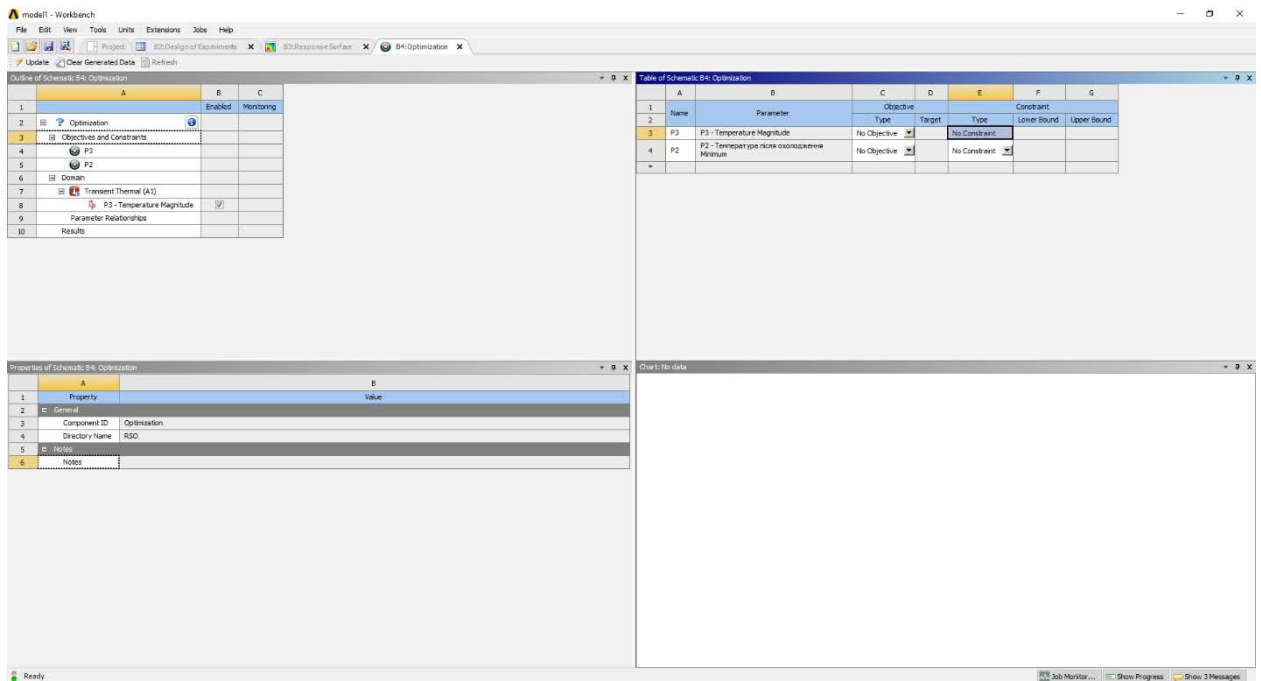 model1 - Workbench
File Edit View Tools Units Extensions Jobs Help
Project B2:Design of Experiments B3:Response Surface B4:Optimization
Update Clear Generated Data Refresh
Outline of Schematic B4: Optimization
A B C
1 Enabled Monitoring
2 Optimization
3 Objectives and Constraints
4 P3
5 P2
6 Domain
7 Transient Thermal (A1)
8 P3 - Temperature Magnitude
9 Parameter Relationships
10 Results
Table of Schematic B4: Optimization
A B C D E F G
1 Name Parameter Objective Constraint
2 Type Target Type Lower Bound Upper Bound
3 P3 P3 - Temperature Magnitude No Objective No Constraint
4 P2 P2 - Температура після охолодження Minimum No Objective No Constraint
*
Properties of Schematic B4: Optimization
A B
1 Property Value
2 General
3 Component ID Optimization
4 Directory Name RSO
5 Notes
6 Notes
Chart: No data
Ready
Job Monitor... Show Progress Show 3 Messages